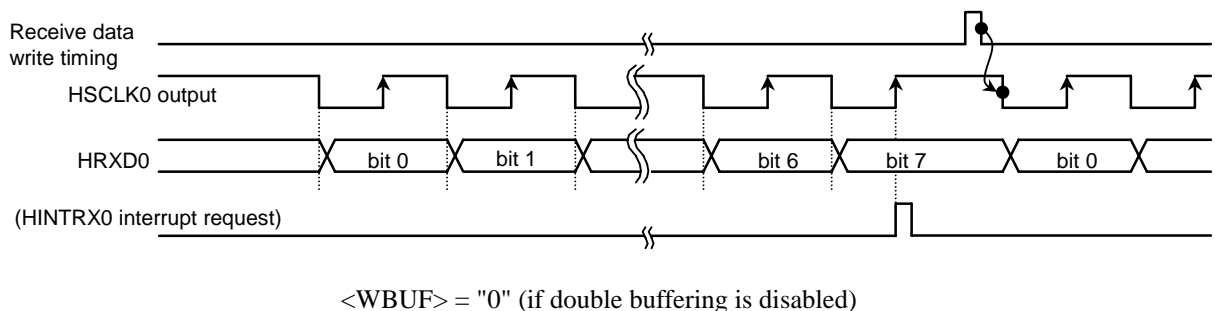 Receive data
write timing
HSCLK0 output
HRXD0
bit 0 bit 1 bit 6 bit 7 bit 0
(HINTRX0 interrupt request)
<WBUF> = "0" (if double buffering is disabled)